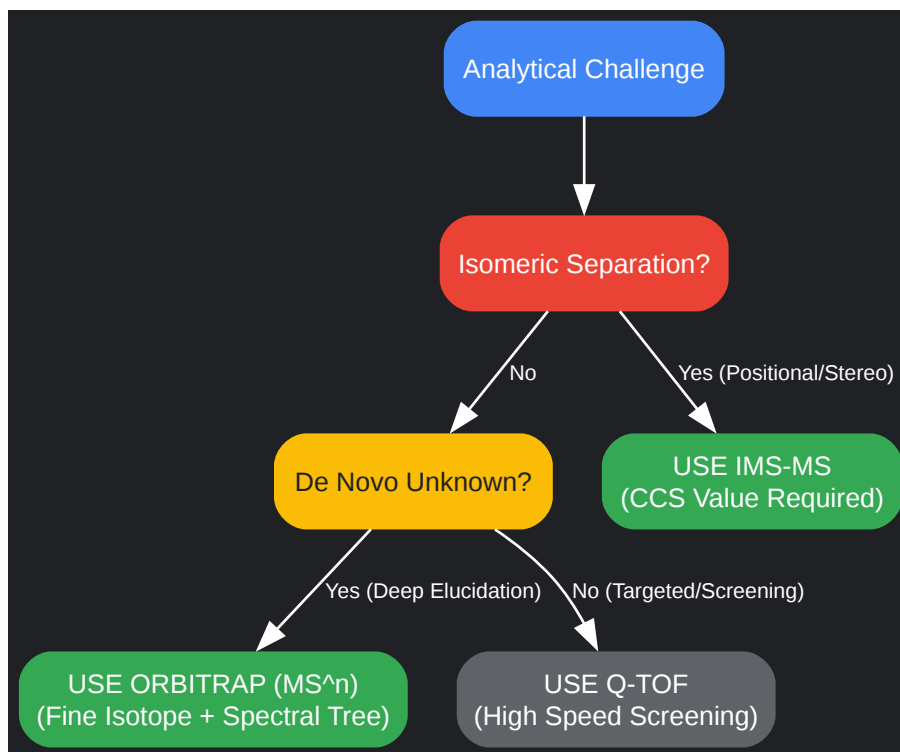 Analytical Challenge
Isomeric Separation?
No
Yes (Positional/Stereo)
De Novo Unknown?
USE IMS-MS
(CCS Value Required)
Yes (Deep Elucidation)
No (Targeted/Screening)
USE ORBITRAP (MS^n)
(Fine Isotope + Spectral Tree)
USE Q-TOF
(High Speed Screening)